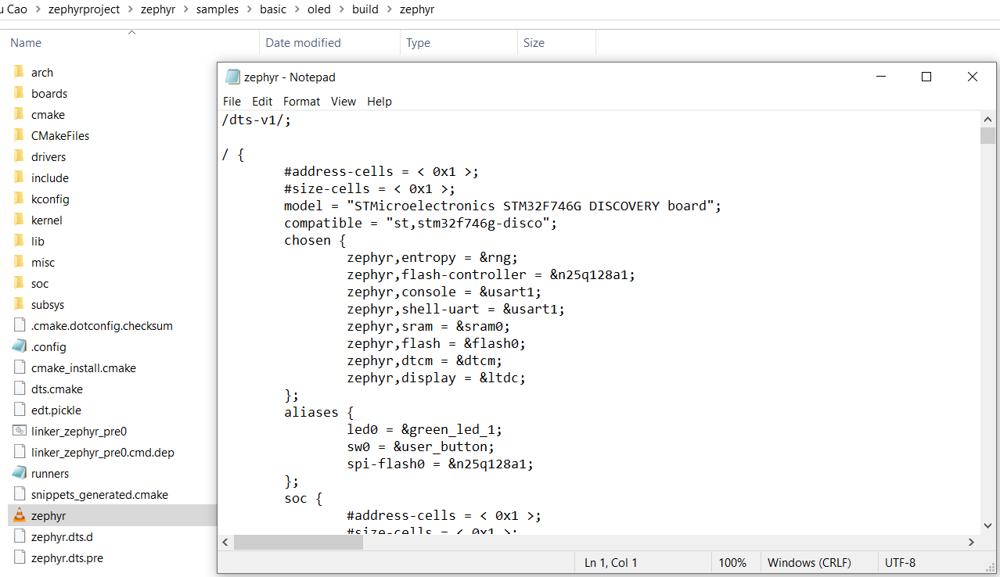 u Cao > zephyrproject > zephyr > samples > basic > oled > build > zephyr
Name Date modified Type Size
arch
boards
cmake
CMakeFiles
drivers
include
kconfig
kernel
lib
misc
soc
subsys
.cmake.dotconfig.checksum
.config
cmake_install.cmake
dts.cmake
edt.pickle
linker_zephyr_pre0
linker_zephyr_pre0.cmd.dep
runners
snippets_generated.cmake
zephyr
zephyr.dts.d
zephyr.dts.pre
zephyr - Notepad
File Edit Format View Help
/dts-v1/;
/ {
#address-cells = < 0x1 >;
#size-cells = < 0x1 >;
model = "STMicroelectronics STM32F746G DISCOVERY board";
compatible = "st,stm32f746g-disco";
chosen {
zephyr,entropy = &rng;
zephyr,flash-controller = &n25q128a1;
zephyr,console = &usart1;
zephyr,shell-uart = &usart1;
zephyr,sram = &sram0;
zephyr,flash = &flash0;
zephyr,dtcm = &dtcm;
zephyr,display = &ltdc;
};
aliases {
led0 = &green_led_1;
sw0 = &user_button;
spi-flash0 = &n25q128a1;
};
soc {
#address-cells = < 0x1 >;
#size-cells = < 0x1 >;
Ln 1, Col 1 100% Windows (CRLF) UTF-8